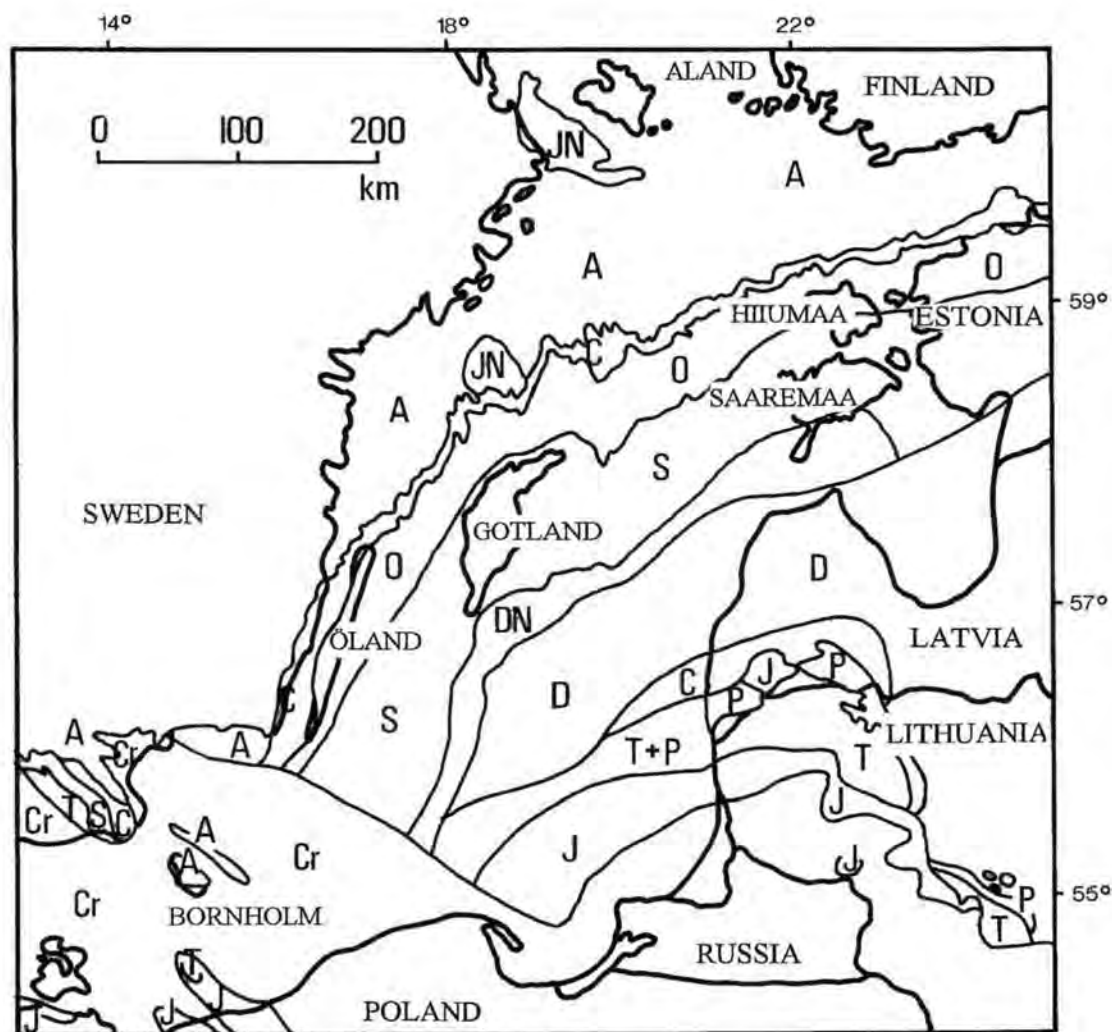 14° 18° 22°
ALAND FINLAND
0 100 200
km
JN
A
A
O
59°
HIIUMAA ESTONIA
JN C
O
A
SAAREMAA
S
SWEDEN
GOTLAND
O
D
DN
57°
ÖLAND
LATVIA
C
C J P
P
D
S
A
Cr A
T+P
LITHUANIA
T
T S C
Cr
J
A
Cr
J
A
J
P
Cr
55°
BORNHOLM
T
T
RUSSIA
J
J J
POLAND